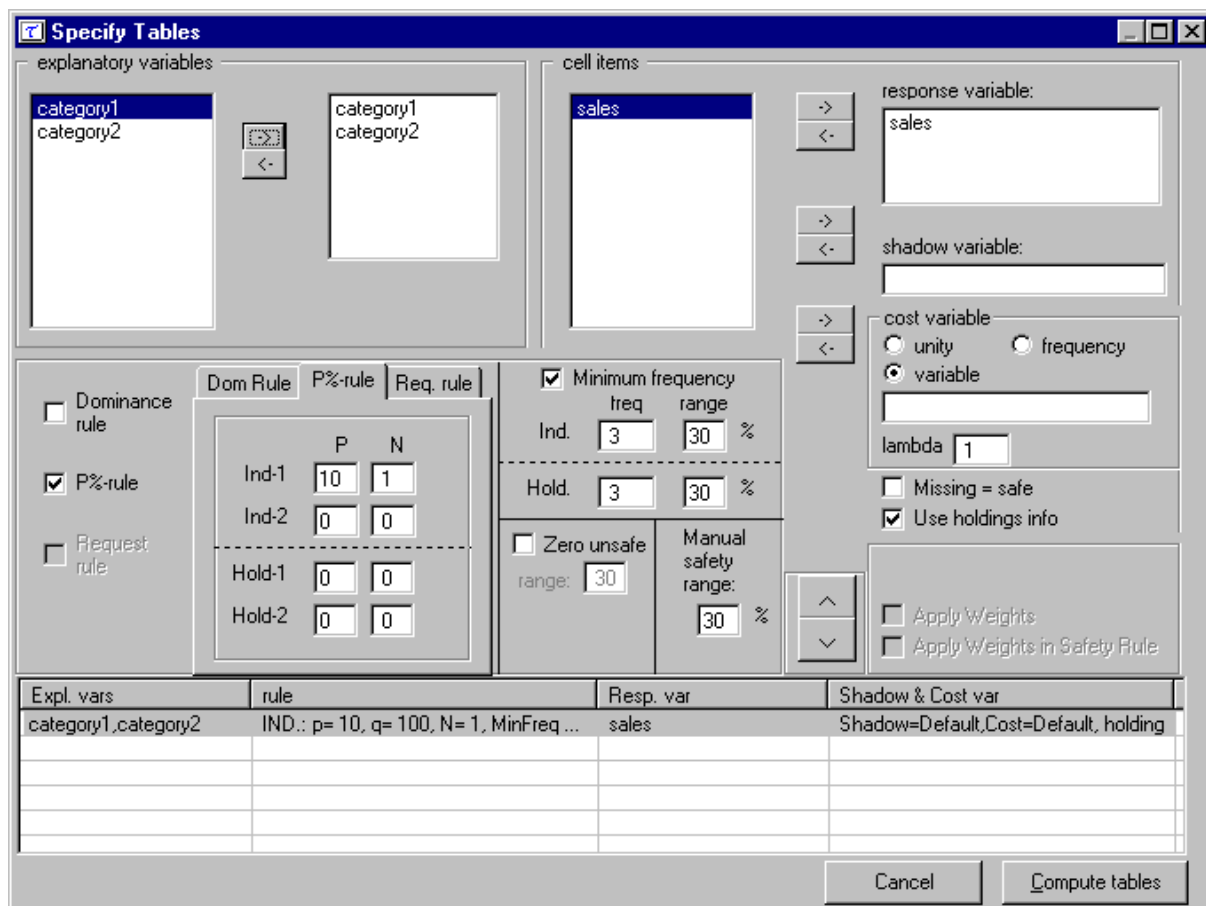 Specify Tables
explanatory variables
category1
category2
->
<-
category1
category2
cell items
sales
->
<-
->
<-
->
<-
response variable:
sales
shadow variable:
cost variable
unity
frequency
variable
lambda 1
Missing = safe
Use holdings info
Apply Weights
Apply Weights in Safety Rule
Dominance
rule
P%-rule
Request
rule
Dom Rule P%-rule Req. rule
P N
Ind-1 10 1
Ind-2 0 0
Hold-1 0 0
Hold-2 0 0
Minimum frequency
freq range
Ind. 3 30 %
Hold. 3 30 %
Zero unsafe
range: 30
Manual
safety
range:
30 %
Expl. vars rule Resp. var Shadow & Cost var
category1,category2 IND.: p= 10, q= 100, N= 1, MinFreq ... sales Shadow=Default,Cost=Default, holding
Cancel Compute tables